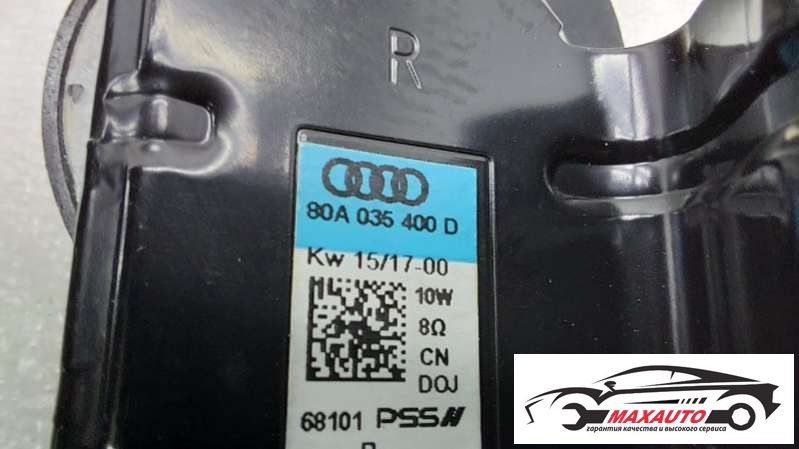 R
80A 035 400 D
Kw 15/17-00
10W
8Ω
CN
DOJ
68101 PSS
MAXAUTO
гарантия качества и высокого сервиса